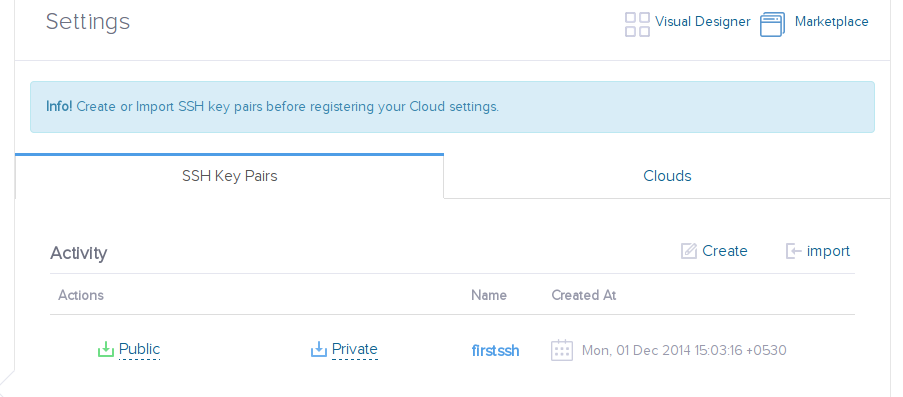 Settings
Visual Designer
Marketplace
Info! Create or Import SSH key pairs before registering your Cloud settings.
SSH Key Pairs
Clouds
Activity
Create
import
Actions
Name
Created At
Public
Private
firstssh
Mon, 01 Dec 2014 15:03:16 +0530